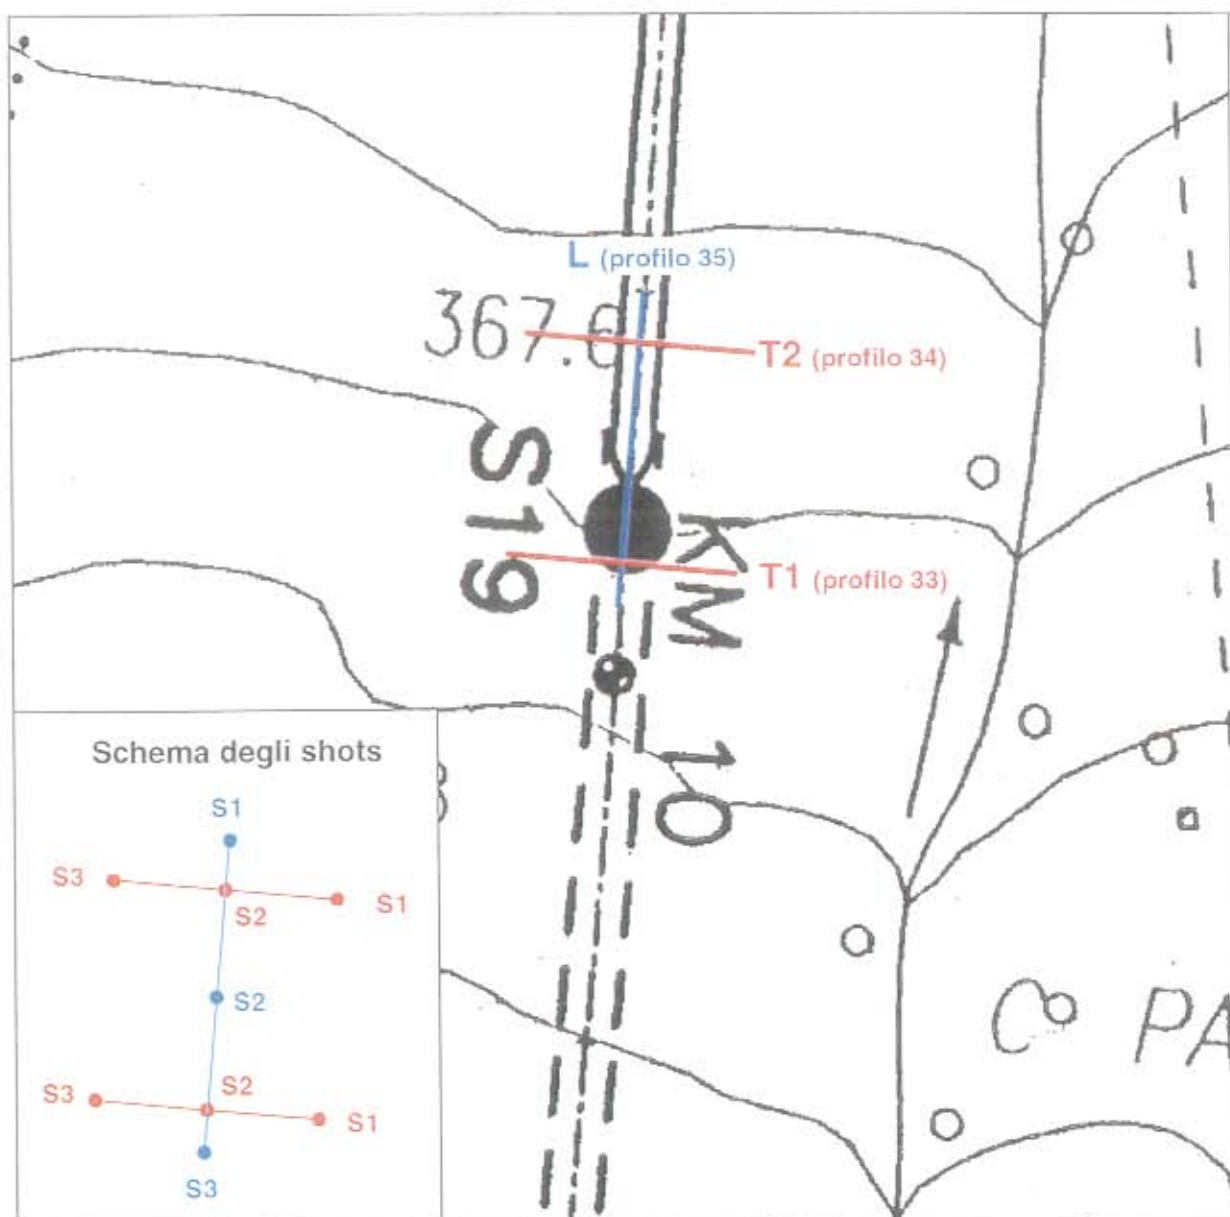 L (profilo 35)
367.6
T2 (profilo 34)
S19
KM
T1 (profilo 33)
10
Schema degli shots
S1
S3
S1
S2
S2
S2
S3
S1
S3
C° PA